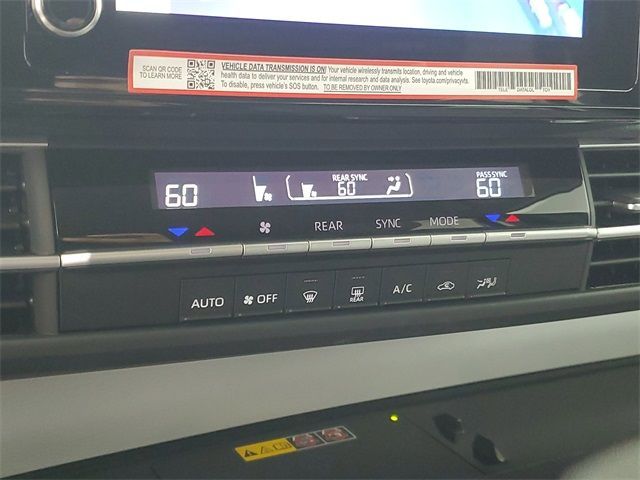 SCAN QR CODE
TO LEARN MORE
VEHICLE DATA TRANSMISSION IS ON! Your vehicle wirelessly transmits location, driving and vehicle
health data to deliver your services and for internal research and data analysis. See toyota.com/privacyvts.
To disable, press vehicle's SOS button. TO BE REMOVED BY OWNER ONLY
60
REAR SYNC
60
PASS SYNC
60
REAR
SYNC
MODE
AUTO
OFF
REAR
A/C